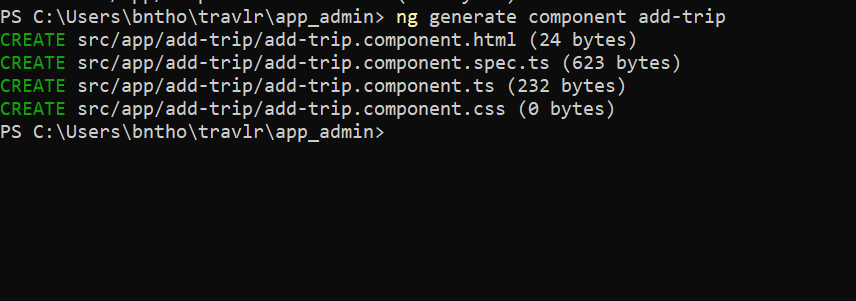 PS C:\Users\bntho\travlr\app_admin> ng generate component add-trip
CREATE src/app/add-trip/add-trip.component.html (24 bytes)
CREATE src/app/add-trip/add-trip.component.spec.ts (623 bytes)
CREATE src/app/add-trip/add-trip.component.ts (232 bytes)
CREATE src/app/add-trip/add-trip.component.css (0 bytes)
PS C:\Users\bntho\travlr\app_admin>